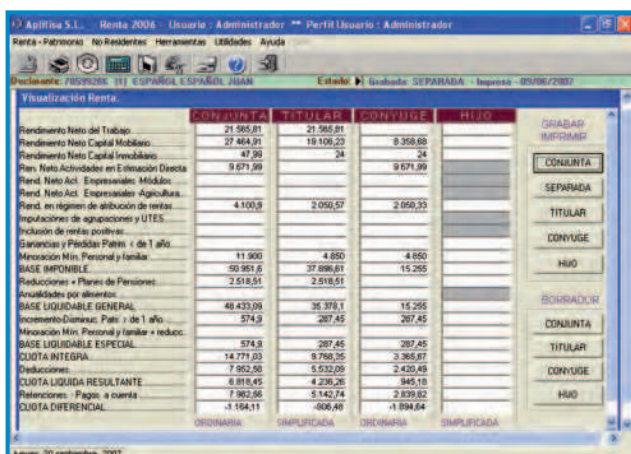 Aplifisa S.L. - Renta 2006 - Usuario : Administrador ** Perfil Usuario : Administrador
Renta - Patrimonio No Residentes Herramientas Utilidades Ayuda
Declarante: (1) ESPAÑOL ESPAÑOL JUAN Estado: Grabada: SEPARADA - Impresa - 09/06/2007
Visualización Renta.
CONJUNTA TITULAR CONYUGE HIJO
GRABAR
IMPRIMIR
Rendimiento Neto del Trabajo 21.565,81 21.565,81
Rendimiento Neto Capital Mobiliario 27.464,91 19.106,23 8.358,68
Rendimiento Neto Capital Inmobiliario 47,99 24 24
Ren. Neto Actividades en Estimación Directa 9.671,99 9.671,99
Rend. Neto Act. Empresariales Módulos
Rend. Neto Act. Empresariales Agricultura
Rend. en régimen de atribución de rentas 4.100,9 2.050,57 2.050,33
Imputaciones de agrupaciones y UTES
Inclusión de rentas positivas
Ganancias y Pérdidas Patrim. < de 1 año
Minoración Mín. Personal y familiar 11.900 4.850 4.850
BASE IMPONIBLE 50.951,6 37.896,61 15.255
Reducciones + Planes de Pensiones 2.518,51 2.518,51
Anualidades por alimentos
BASE LIQUIDABLE GENERAL 48.433,09 35.378,1 15.255
Incremento-Disminuc. Patr. > de 1 año 574,9 287,45 287,45
Minoración Mín. Personal y familiar + reducc.
BASE LIQUIDABLE ESPECIAL 574,9 287,45 287,45
CUOTA INTEGRA 14.771,03 9.768,35 3.365,67
Deducciones 7.952,58 5.532,09 2.420,49
CUOTA LIQUIDA RESULTANTE 6.818,45 4.236,26 945,18
Retenciones - Pagos a cuenta 7.982,56 5.142,74 2.839,82
CUOTA DIFERENCIAL -1.164,11 -906,48 -1.894,64
ORDINARIA SIMPLIFICADA ORDINARIA SIMPLIFICADA
CONJUNTA
SEPARADA
TITULAR
CONYUGE
HIJO
BORRADOR
CONJUNTA
TITULAR
CONYUGE
HIJO
jueves, 20 septiembre, 2007